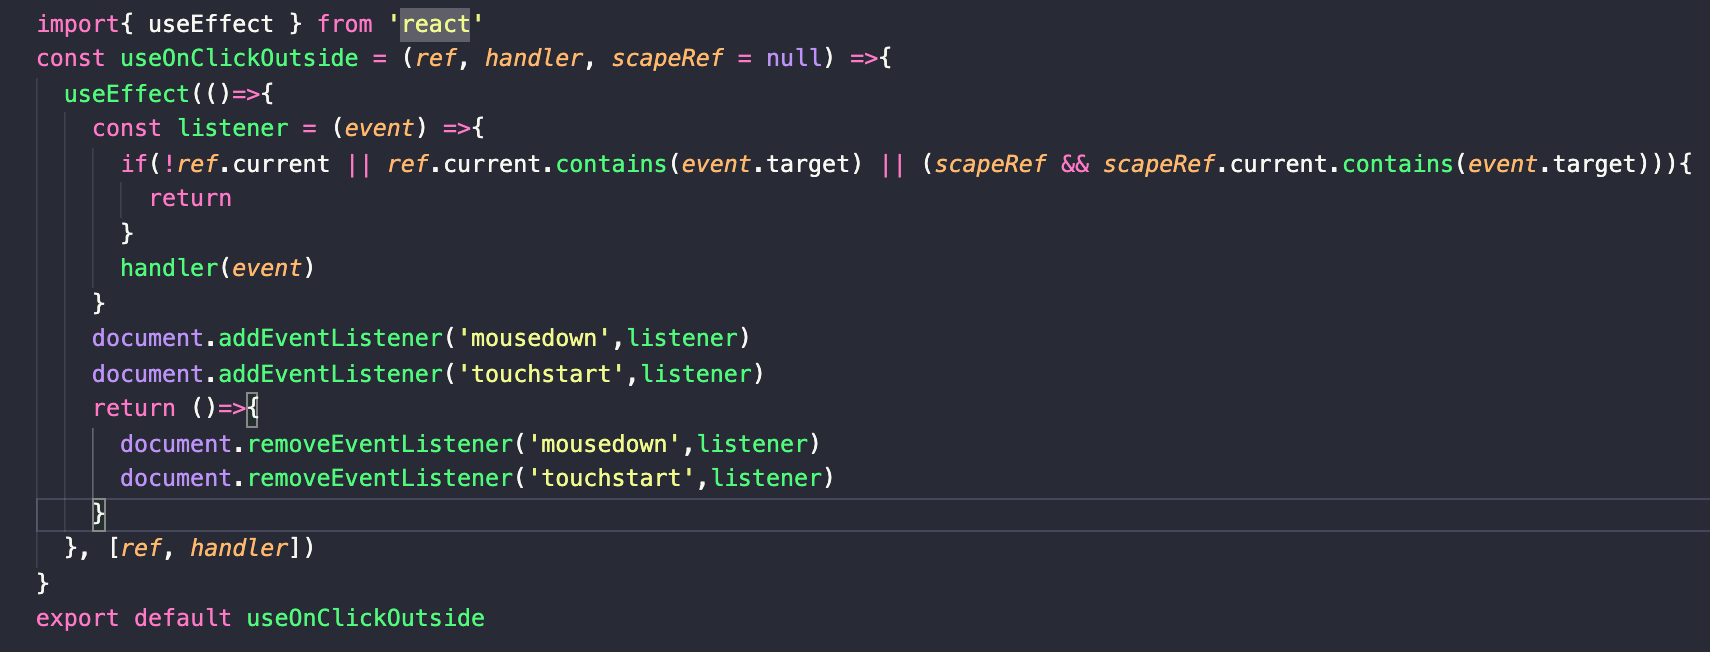 import{ useEffect } from 'react'
const useOnClickOutside = (ref, handler, scapeRef = null) =>{
  useEffect(()=>{
    const listener = (event) =>{
      if(!ref.current || ref.current.contains(event.target) || (scapeRef && scapeRef.current.contains(event.target))){
        return
      }
      handler(event)
    }
    document.addEventListener('mousedown',listener)
    document.addEventListener('touchstart',listener)
    return ()=>{
      document.removeEventListener('mousedown',listener)
      document.removeEventListener('touchstart',listener)
    }
  }, [ref, handler])
}
export default useOnClickOutside